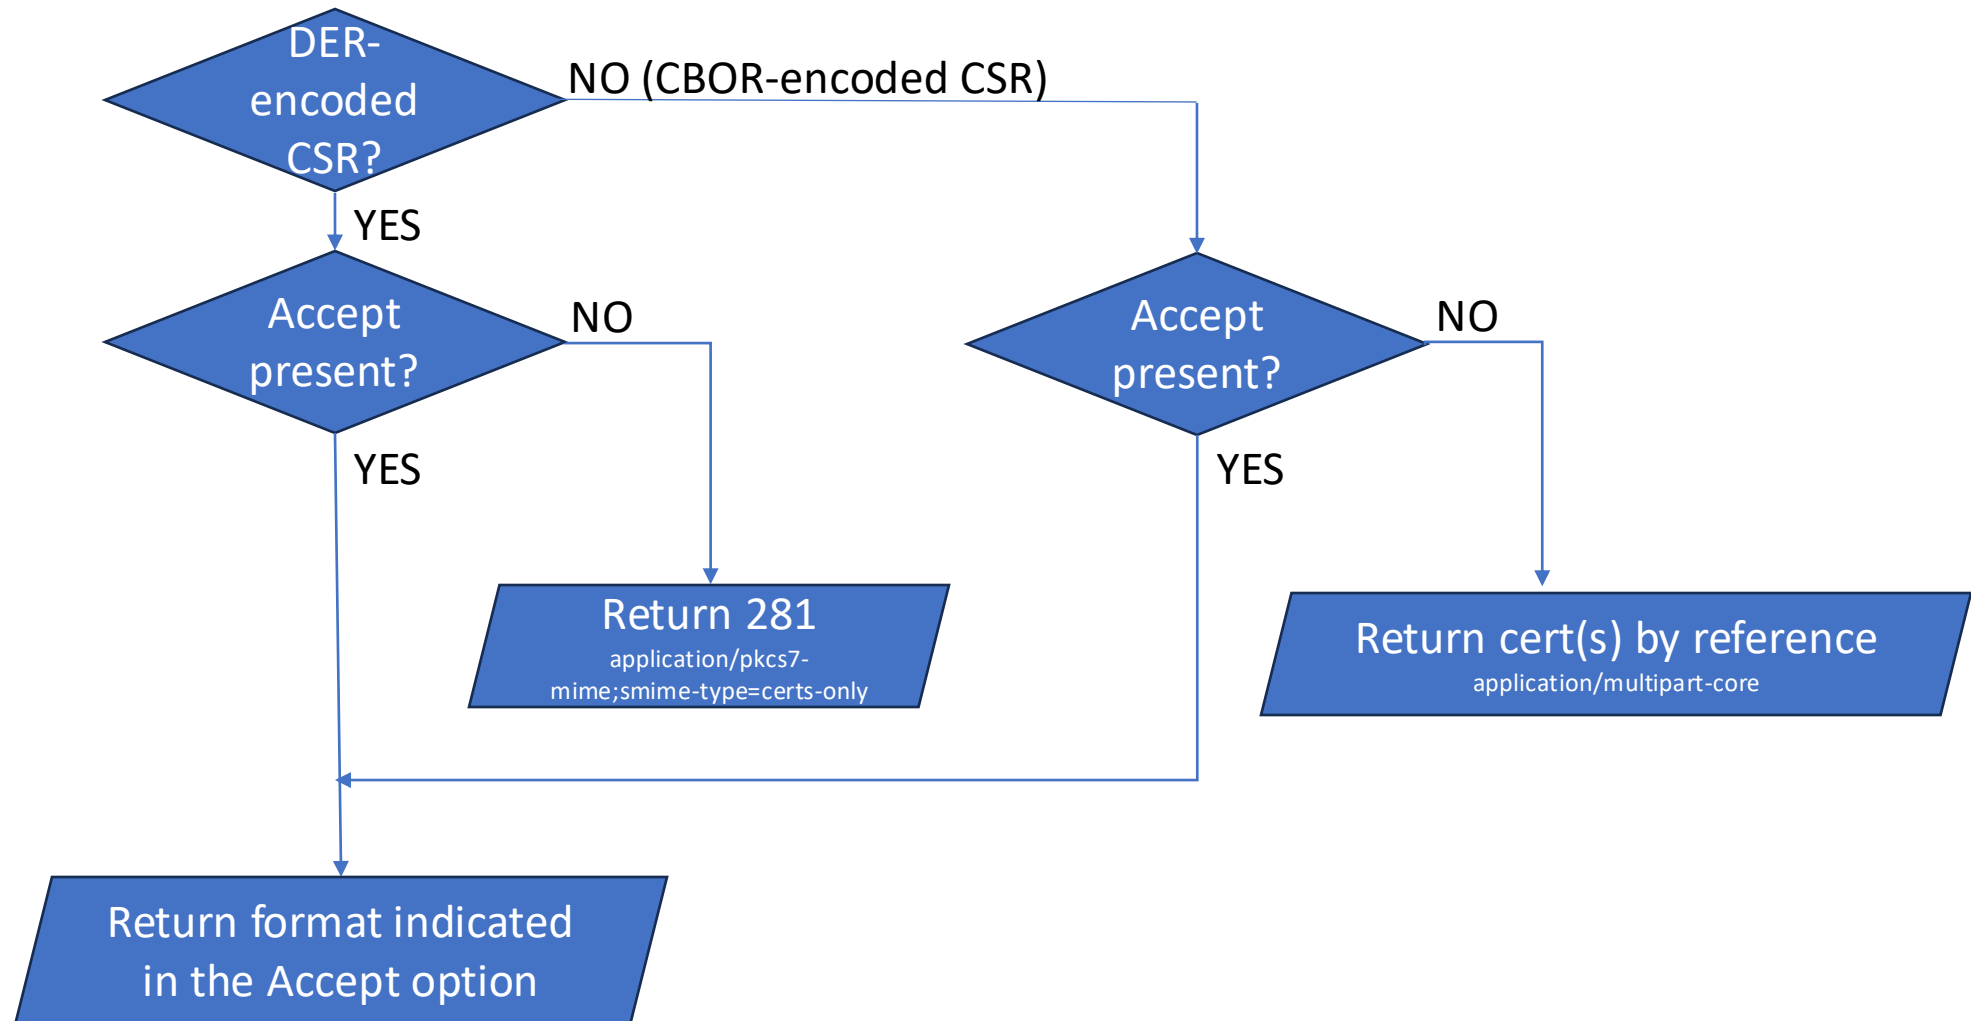 DER-
encoded
CSR?
NO (CBOR-encoded CSR)
YES
Accept
present?
NO
Accept
present?
NO
YES
YES
Return 281
application/pkcs7-
mime;smime-type=certs-only
Return cert(s) by reference
application/multipart-core
Return format indicated
in the Accept option